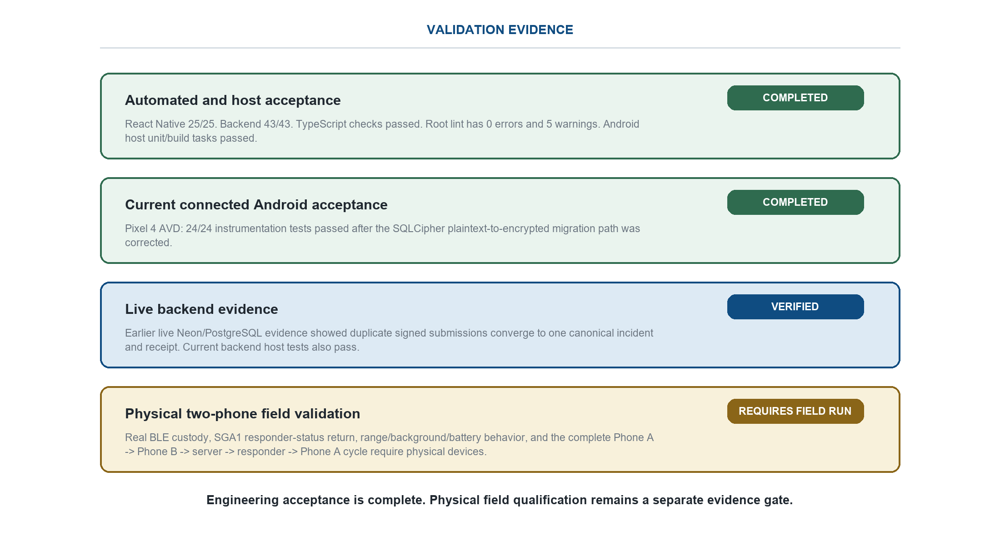 VALIDATION EVIDENCE
Automated and host acceptance
COMPLETED
React Native 25/25. Backend 43/43. TypeScript checks passed. Root lint has 0 errors and 5 warnings. Android
host unit/build tasks passed.
Current connected Android acceptance
COMPLETED
Pixel 4 AVD: 24/24 instrumentation tests passed after the SQLCipher plaintext-to-encrypted migration path was
corrected.
Live backend evidence
VERIFIED
Earlier live Neon/PostgreSQL evidence showed duplicate signed submissions converge to one canonical incident
and receipt. Current backend host tests also pass.
Physical two-phone field validation
REQUIRES FIELD RUN
Real BLE custody, SGA1 responder-status return, range/background/battery behavior, and the complete Phone A
-> Phone B -> server -> responder -> Phone A cycle require physical devices.
Engineering acceptance is complete. Physical field qualification remains a separate evidence gate.